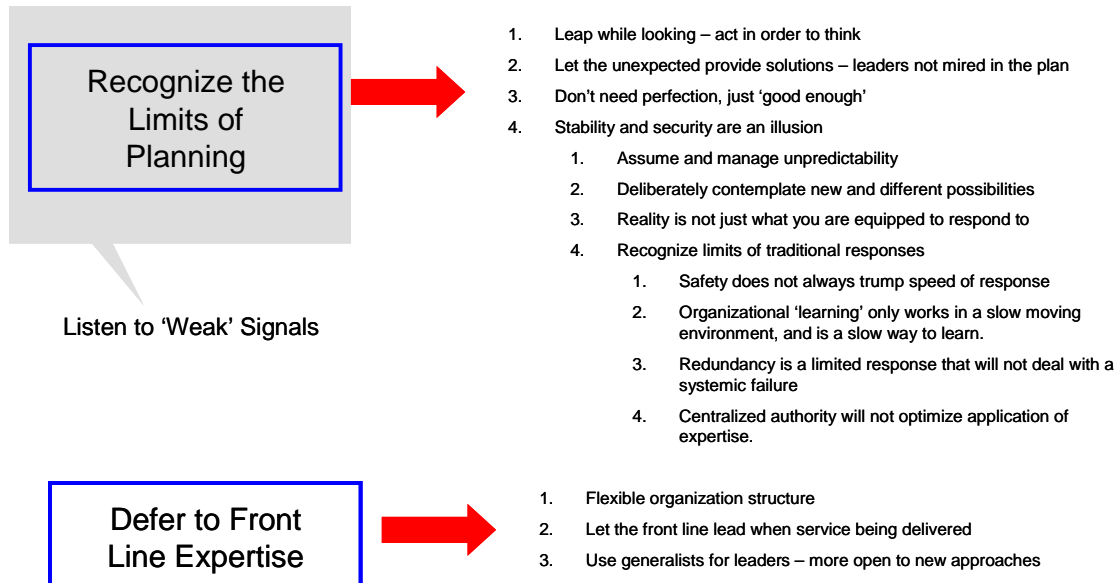 Recognize the
Limits of
Planning
1. Leap while looking – act in order to think
2. Let the unexpected provide solutions – leaders not mired in the plan
3. Don't need perfection, just 'good enough'
4. Stability and security are an illusion
1. Assume and manage unpredictability
2. Deliberately contemplate new and different possibilities
3. Reality is not just what you are equipped to respond to
4. Recognize limits of traditional responses
1. Safety does not always trump speed of response
2. Organizational 'learning' only works in a slow moving
environment, and is a slow way to learn.
3. Redundancy is a limited response that will not deal with a
systemic failure
4. Centralized authority will not optimize application of
expertise.
Listen to 'Weak' Signals
Defer to Front
Line Expertise
1. Flexible organization structure
2. Let the front line lead when service being delivered
3. Use generalists for leaders – more open to new approaches